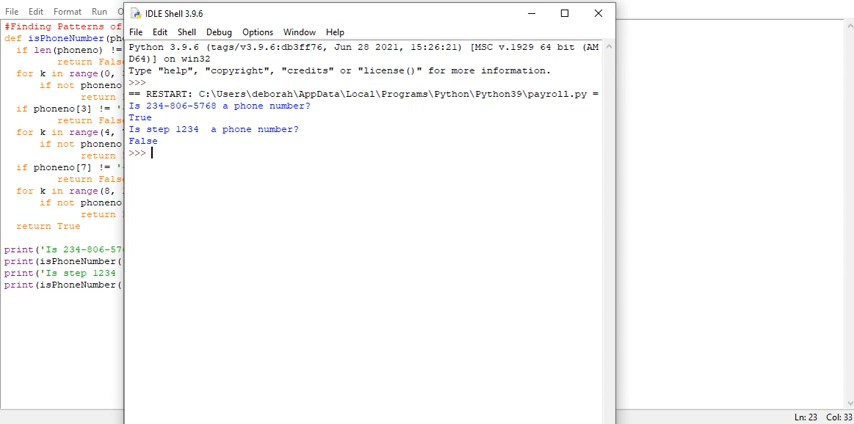 File Edit Format Run
#Finding Patterns of
def isPhoneNumber(
if len(phoneno) !=
return False
for k in range(0,
if not phoneno
return
if phoneno[3] != '
return False
for k in range(4,
if not phoneno
return
if phoneno[7] != '
return False
for k in range(8,
if not phoneno
return
return True
print('Is 234-806-57
print(isPhoneNumber(
print('Is step 1234
print(isPhoneNumber(
IDLE Shell 3.9.6
File Edit Shell Debug Options Window Help
Python 3.9.6 (tags/v3.9.6:db3ff76, Jun 28 2021, 15:26:21) [MSC v.1929 64 bit (AM
D64)] on win32
Type "help", "copyright", "credits" or "license()" for more information.
>>>
== RESTART: C:\Users\deborah\AppData\Local\Programs\Python\Python39\payroll.py =
Is 234-806-5768 a phone number?
True
Is step 1234  a phone number?
False
>>>
Ln: 23 Col: 33